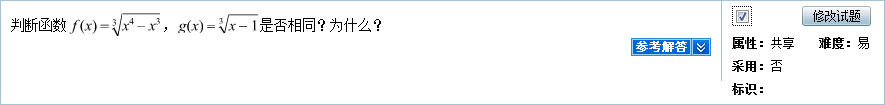 判断函数 f(x)=∛(x⁴−x³)，g(x)=∛(x−1)是否相同？为什么？
参考解答
修改试题
属性：共享 难度：易
采用：否
标识：